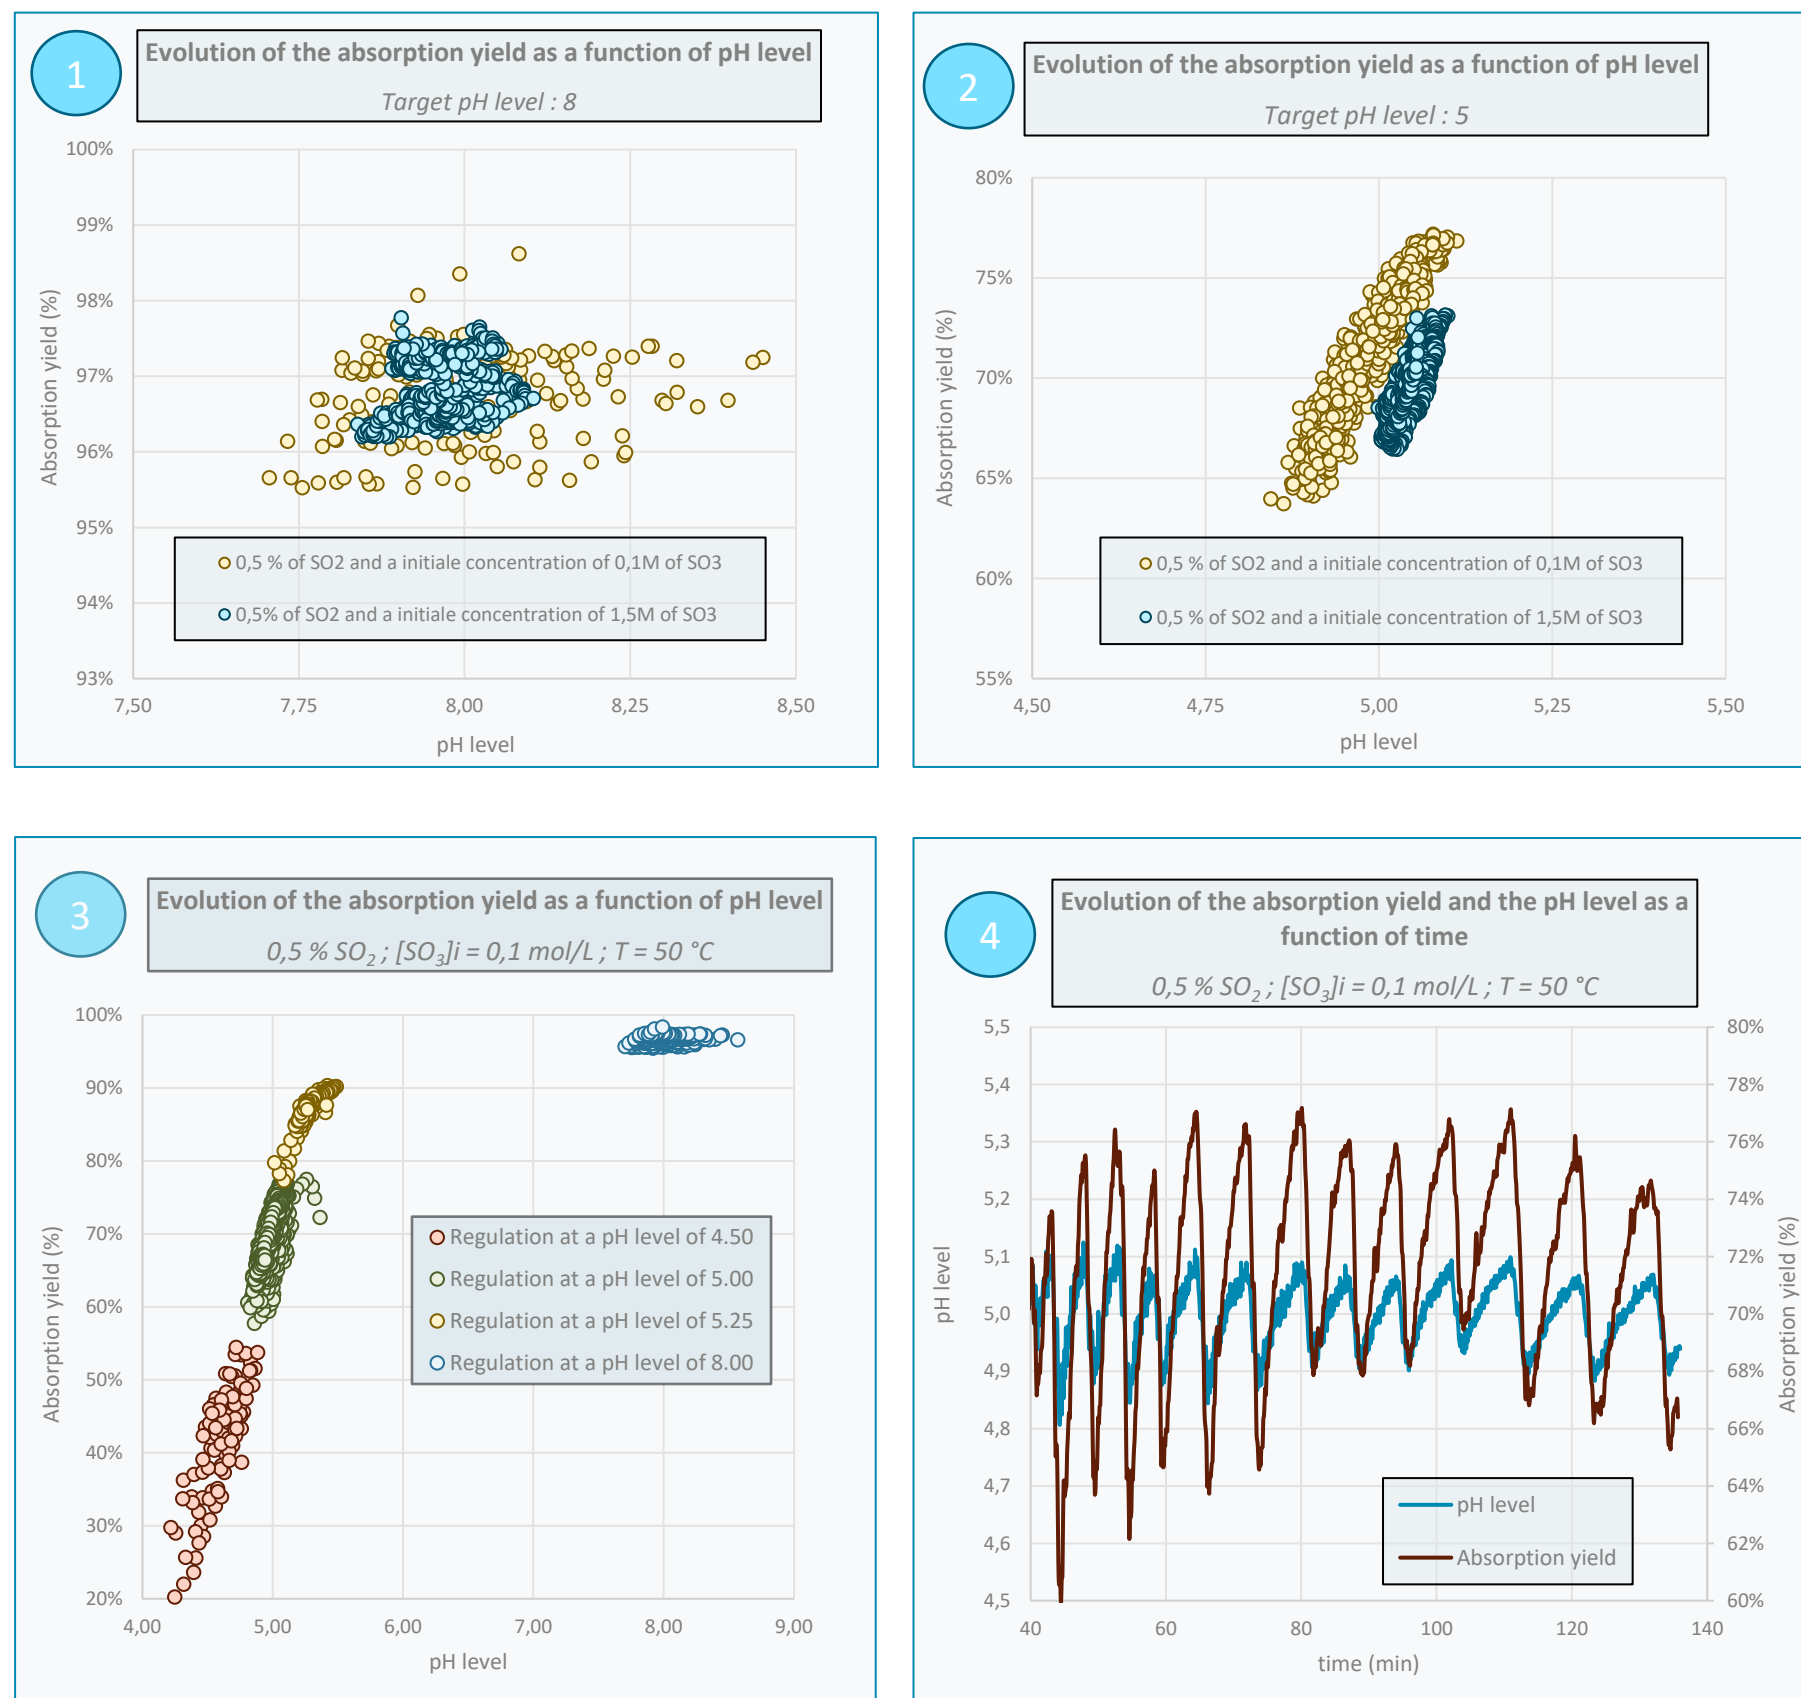 1
Evolution of the absorption yield as a function of pH level
Target pH level : 8
100%
99%
98%
97%
96%
95%
94%
93%
Absorption yield (%)
0,5 % of SO2 and a initiale concentration of 0,1M of SO3
0,5% of SO2 and a initiale concentration of 1,5M of SO3
7,50 7,75 8,00 8,25 8,50
pH level
2
Evolution of the absorption yield as a function of pH level
Target pH level : 5
80%
75%
70%
65%
60%
55%
Absorption yield (%)
0,5 % of SO2 and a initiale concentration of 0,1M of SO3
0,5 % of SO2 and a initiale concentration of 1,5M of SO3
4,50 4,75 5,00 5,25 5,50
pH level
3
Evolution of the absorption yield as a function of pH level
0,5 % SO2 ; [SO3]i = 0,1 mol/L ; T = 50 °C
100%
90%
80%
70%
60%
50%
40%
30%
20%
Absorption yield (%)
Regulation at a pH level of 4.50
Regulation at a pH level of 5.00
Regulation at a pH level of 5.25
Regulation at a pH level of 8.00
4,00 5,00 6,00 7,00 8,00 9,00
pH level
4
Evolution of the absorption yield and the pH level as a
function of time
0,5 % SO2 ; [SO3]i = 0,1 mol/L ; T = 50 °C
5,5
5,4
5,3
5,2
5,1
5,0
4,9
4,8
4,7
4,6
4,5
pH level
80%
78%
76%
74%
72%
70%
68%
66%
64%
62%
60%
Absorption yield (%)
pH level
Absorption yield
40 60 80 100 120 140
time (min)